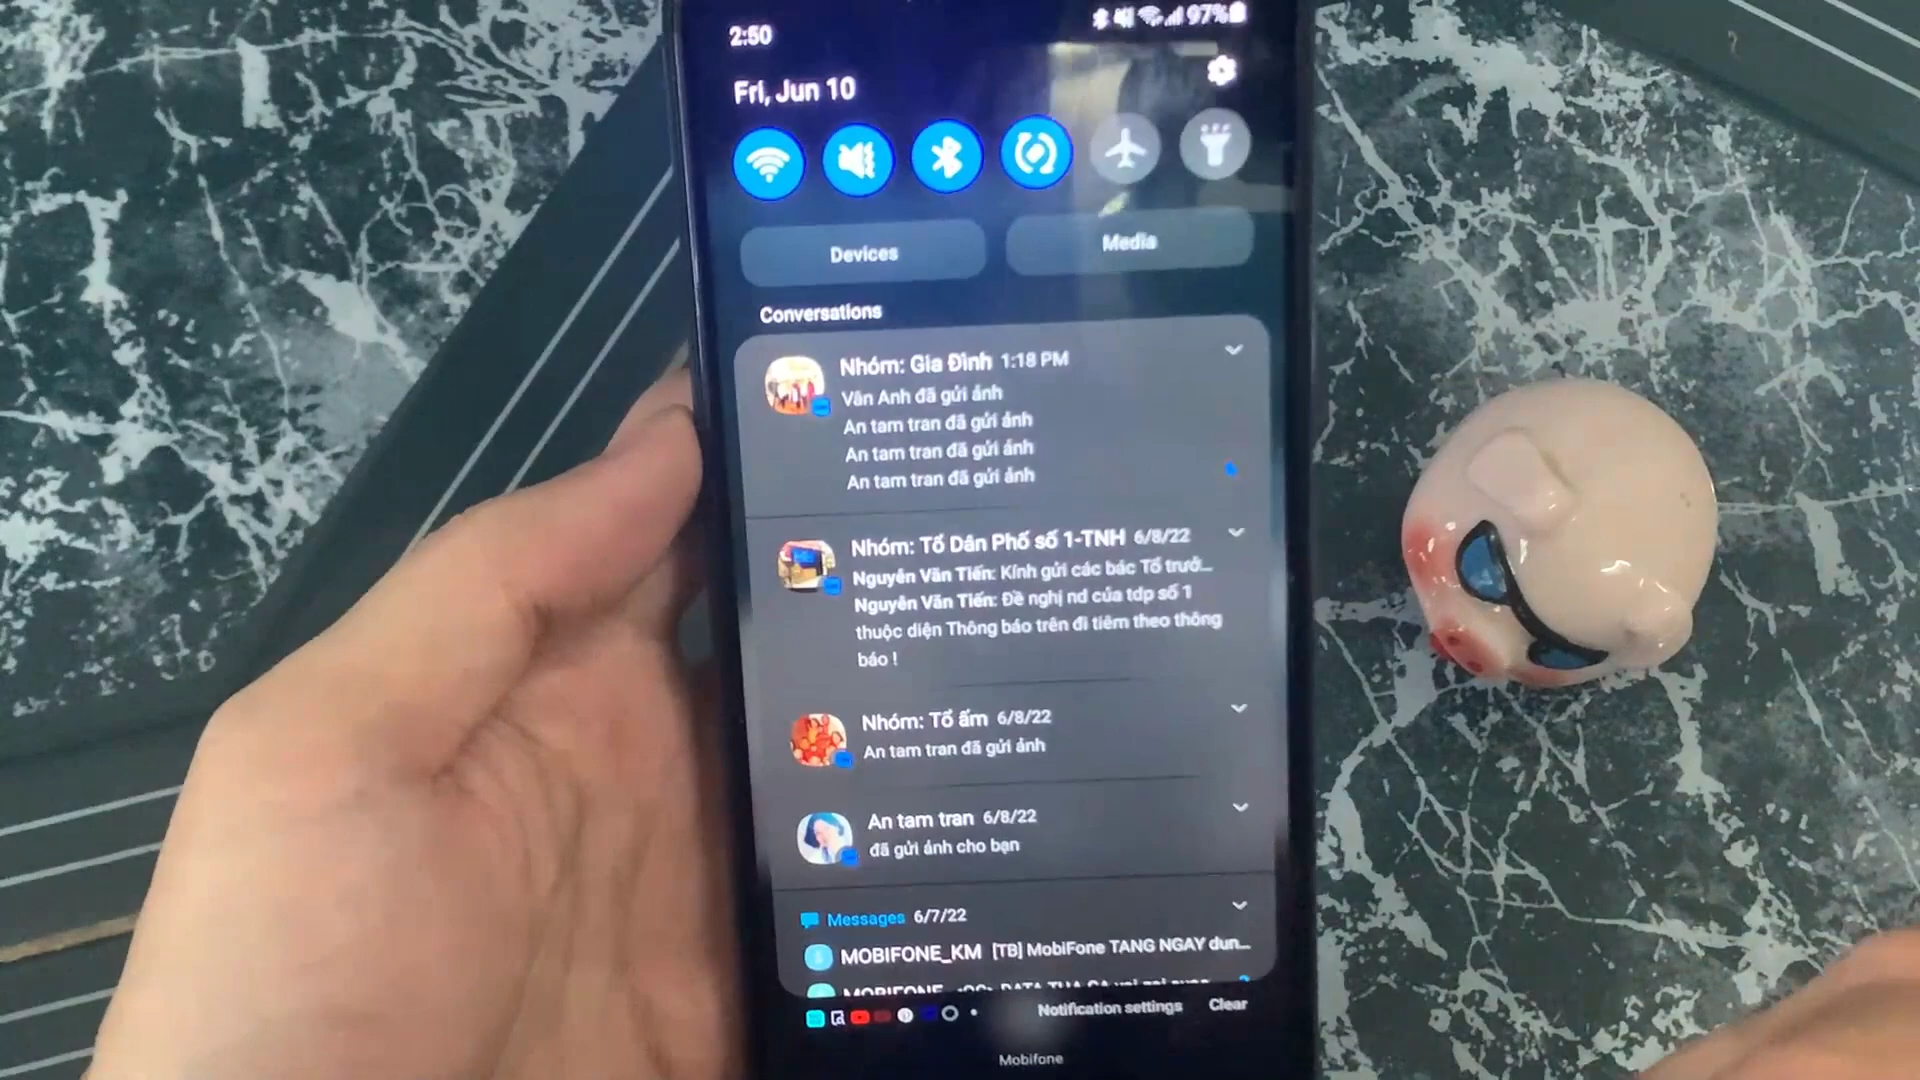 2:50
97%
Fri, Jun 10
Devices
Media
Conversations
Nhóm: Gia Đình 1:18 PM
Vân Anh đã gửi ảnh
An tam tran đã gửi ảnh
An tam tran đã gửi ảnh
An tam tran đã gửi ảnh
Nhóm: Tổ Dân Phố số 1-TNH 6/8/22
Nguyễn Văn Tiến: Kính gửi các bác Tổ trưở...
Nguyễn Văn Tiến: Đề nghị nd của tdp số 1
thuộc diện Thông báo trên đi tiêm theo thông
báo !
Nhóm: Tổ ấm 6/8/22
An tam tran đã gửi ảnh
An tam tran 6/8/22
đã gửi ảnh cho bạn
Messages 6/7/22
MOBIFONE_KM [TB] MobiFone TANG NGAY dun...
MOBIFONE
Notification settings
Clear
Mobifone